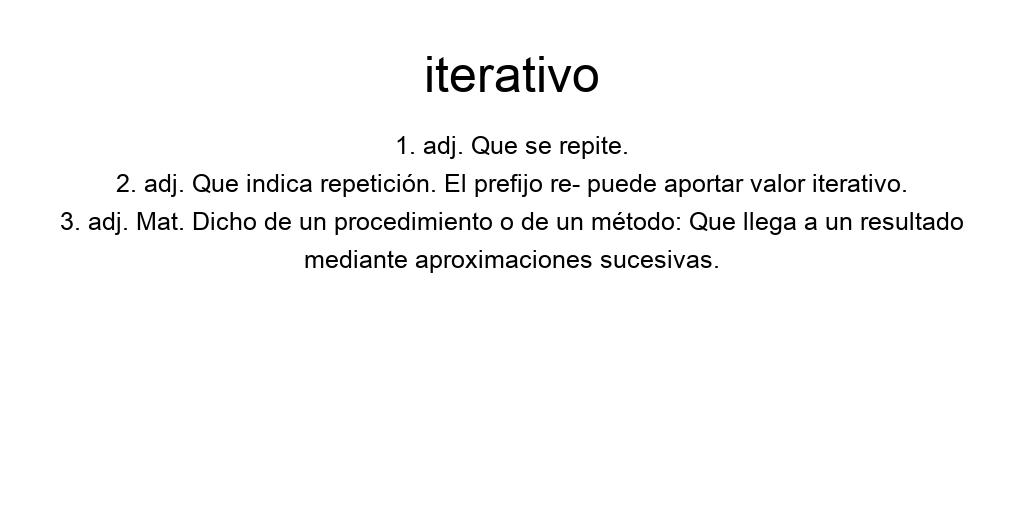 iterativo
1. adj. Que se repite.
2. adj. Que indica repetición. El prefijo re- puede aportar valor iterativo.
3. adj. Mat. Dicho de un procedimiento o de un método: Que llega a un resultado
mediante aproximaciones sucesivas.